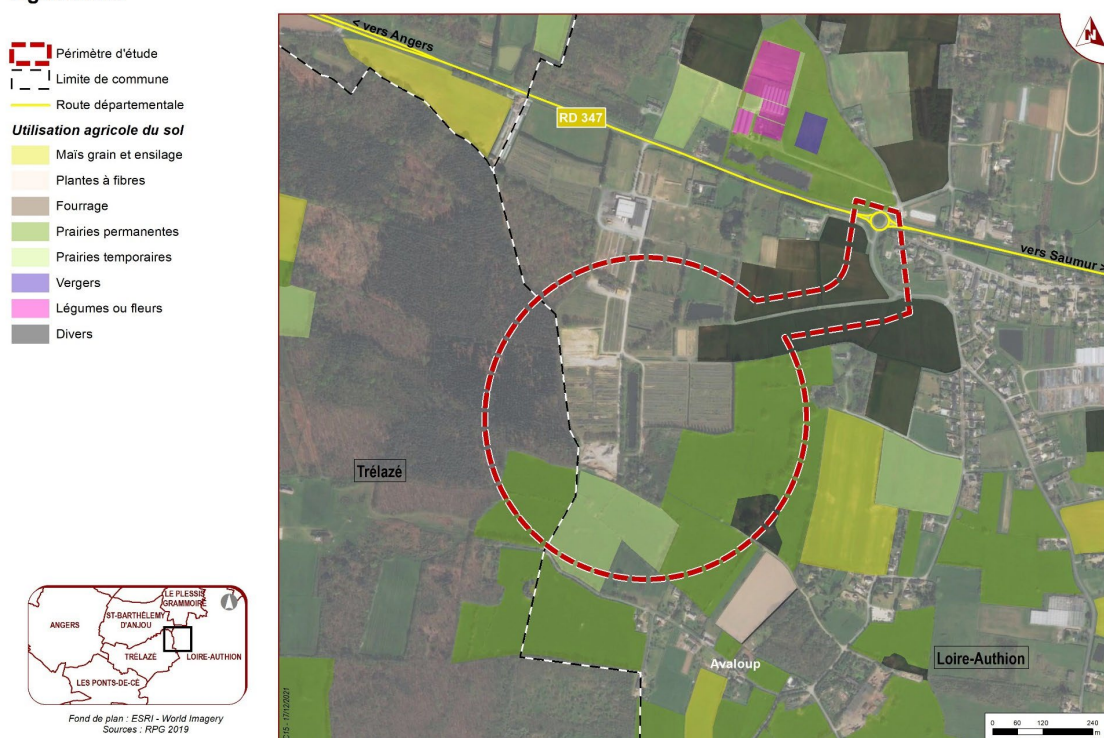 Périmètre d'étude
Limite de commune
Route départementale
Utilisation agricole du sol
Maïs grain et ensilage
Plantes à fibres
Fourrage
Prairies permanentes
Prairies temporaires
Vergers
Légumes ou fleurs
Divers
< vers Angers
RD 347
vers Saumur >
N
Trélazé
Avaloup
Loire-Authion
0 60 120 240
m
LE PLESSIS
GRAMMOIRE
ST-BARTHÉLEMY
D'ANJOU
ANGERS
TRÉLAZÉ
LOIRE-AUTHION
LES PONTS-DE-CÉ
Fond de plan : ESRI - World Imagery
Sources : RPG 2019
17/12/2021